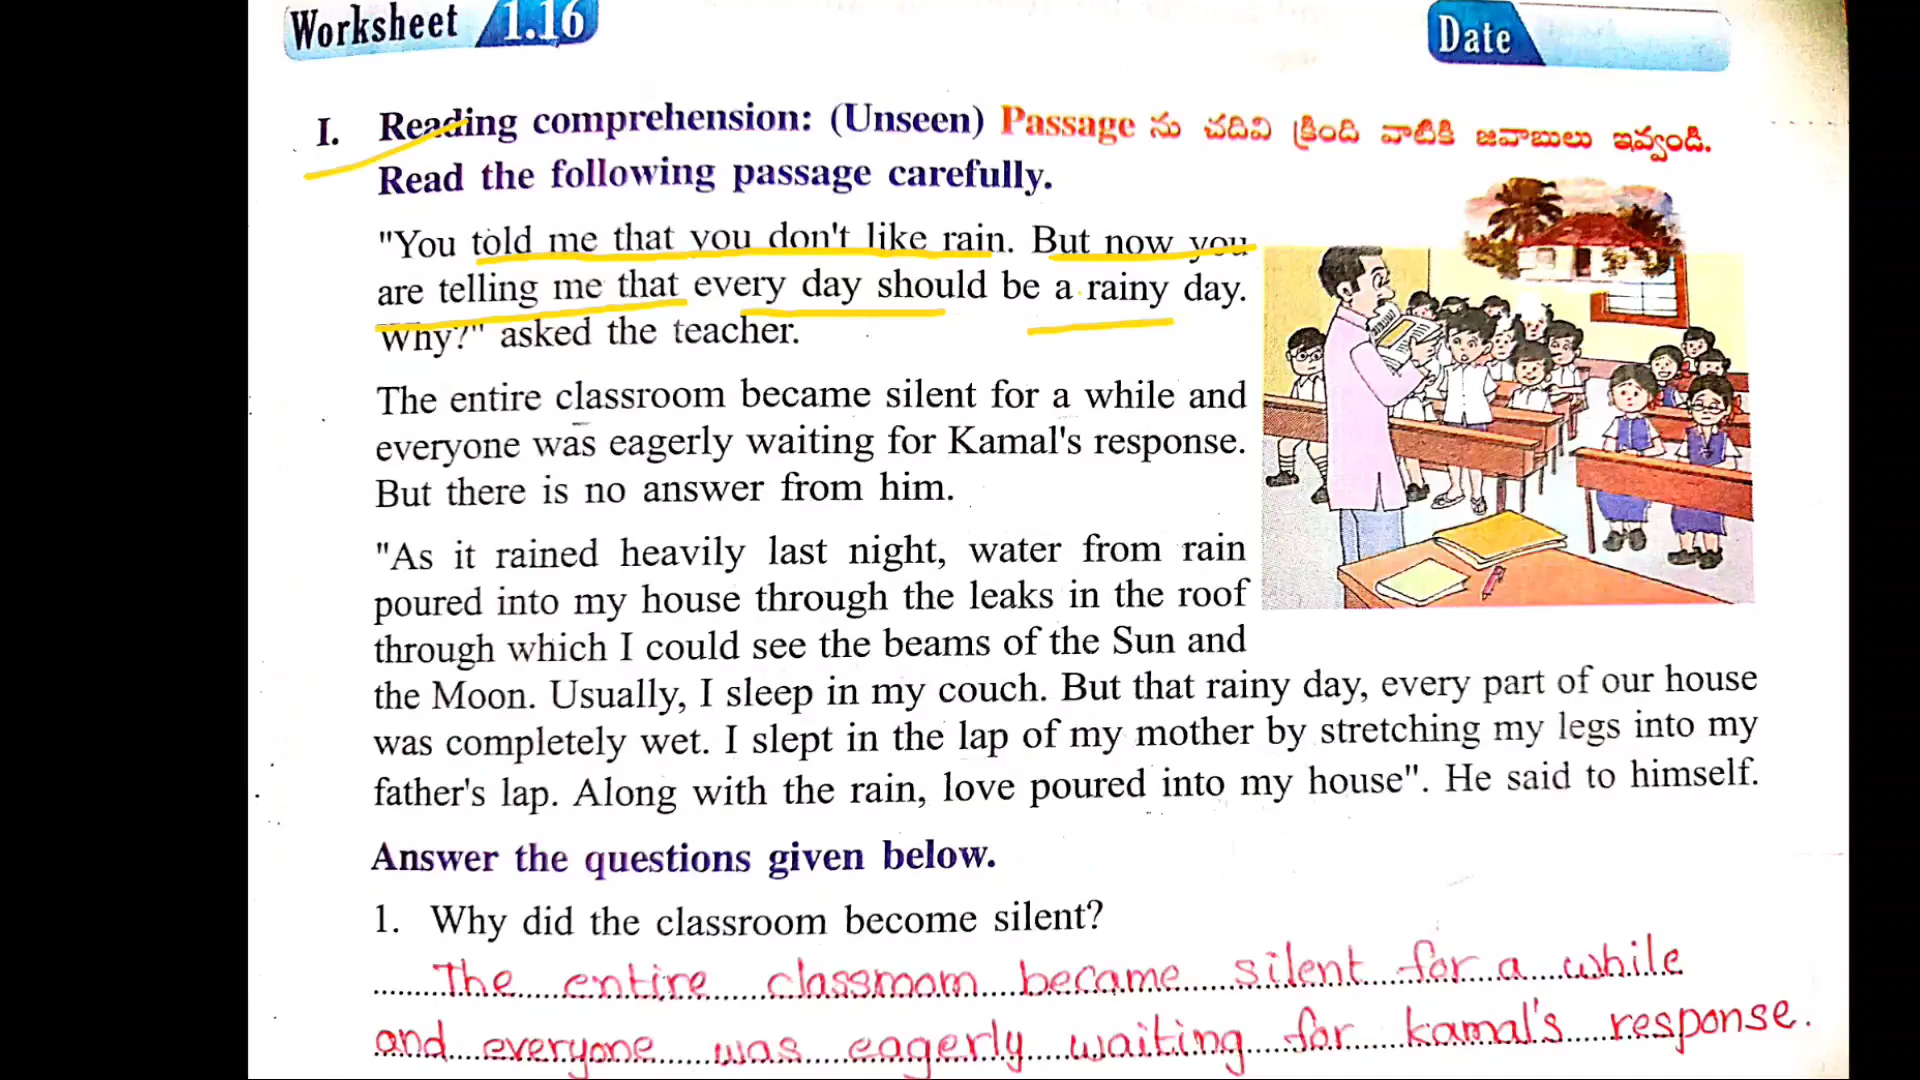 Worksheet 1.16
Date
I. Reading comprehension: (Unseen) Passage ను చదివి క్రింది వాటికి జవాబులు ఇవ్వండి.
Read the following passage carefully.
"You told me that you don't like rain. But now you
are telling me that every day should be a rainy day.
Why?" asked the teacher.
The entire classroom became silent for a while and
everyone was eagerly waiting for Kamal's response.
But there is no answer from him.
"As it rained heavily last night, water from rain
poured into my house through the leaks in the roof
through which I could see the beams of the Sun and
the Moon. Usually, I sleep in my couch. But that rainy day, every part of our house
was completely wet. I slept in the lap of my mother by stretching my legs into my
father's lap. Along with the rain, love poured into my house". He said to himself.
Answer the questions given below.
1. Why did the classroom become silent?
The entire classroom became silent for a while
and everyone was eagerly waiting for kamal's response.